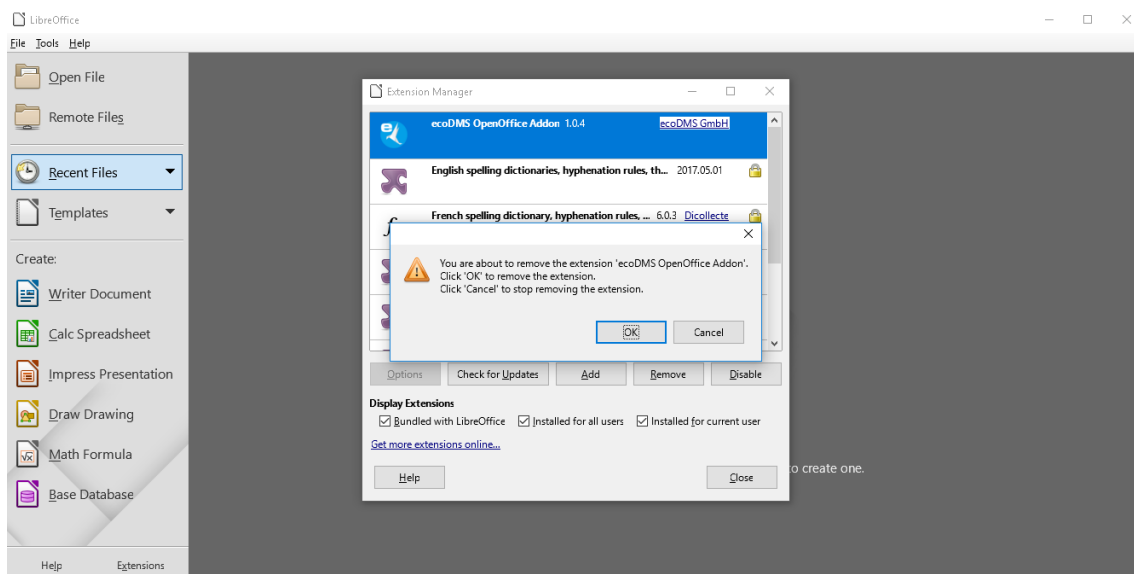 LibreOffice
File Tools Help
Open File
Remote Files
Recent Files
Templates
Create:
Writer Document
Calc Spreadsheet
Impress Presentation
Draw Drawing
Math Formula
Base Database
Help Extensions
Extension Manager
ecoDMS OpenOffice Addon 1.0.4 ecoDMS GmbH
English spelling dictionaries, hyphenation rules, th... 2017.05.01
French spelling dictionary, hyphenation rules, ... 6.0.3 Dicollecte
You are about to remove the extension 'ecoDMS OpenOffice Addon'.
Click 'OK' to remove the extension.
Click 'Cancel' to stop removing the extension.
OK Cancel
Options Check for Updates Add Remove Disable
Display Extensions
Bundled with LibreOffice Installed for all users Installed for current user
Get more extensions online...
Help Close
to create one.